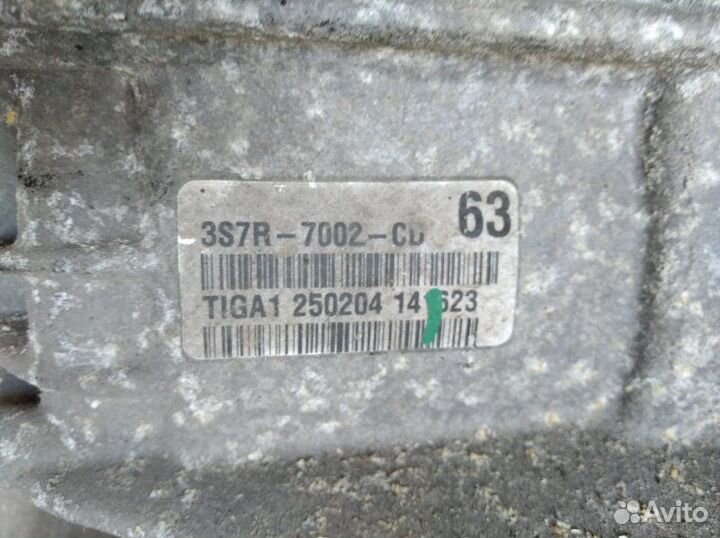 63
3S7R-7002-CD
TIGA1 250204
Avito